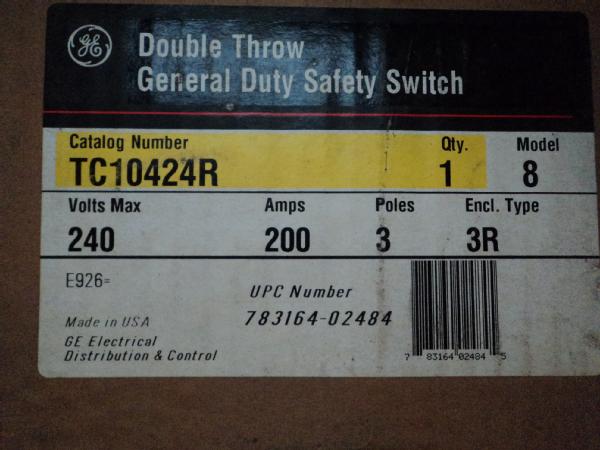 GE
Double Throw
General Duty Safety Switch
Catalog Number Qty. Model
TC10424R 1 8
Volts Max Amps Poles Encl. Type
240 200 3 3R
E926=
UPC Number
Made in USA 783164-02484
GE Electrical
Distribution & Control
7 83164 02484 5